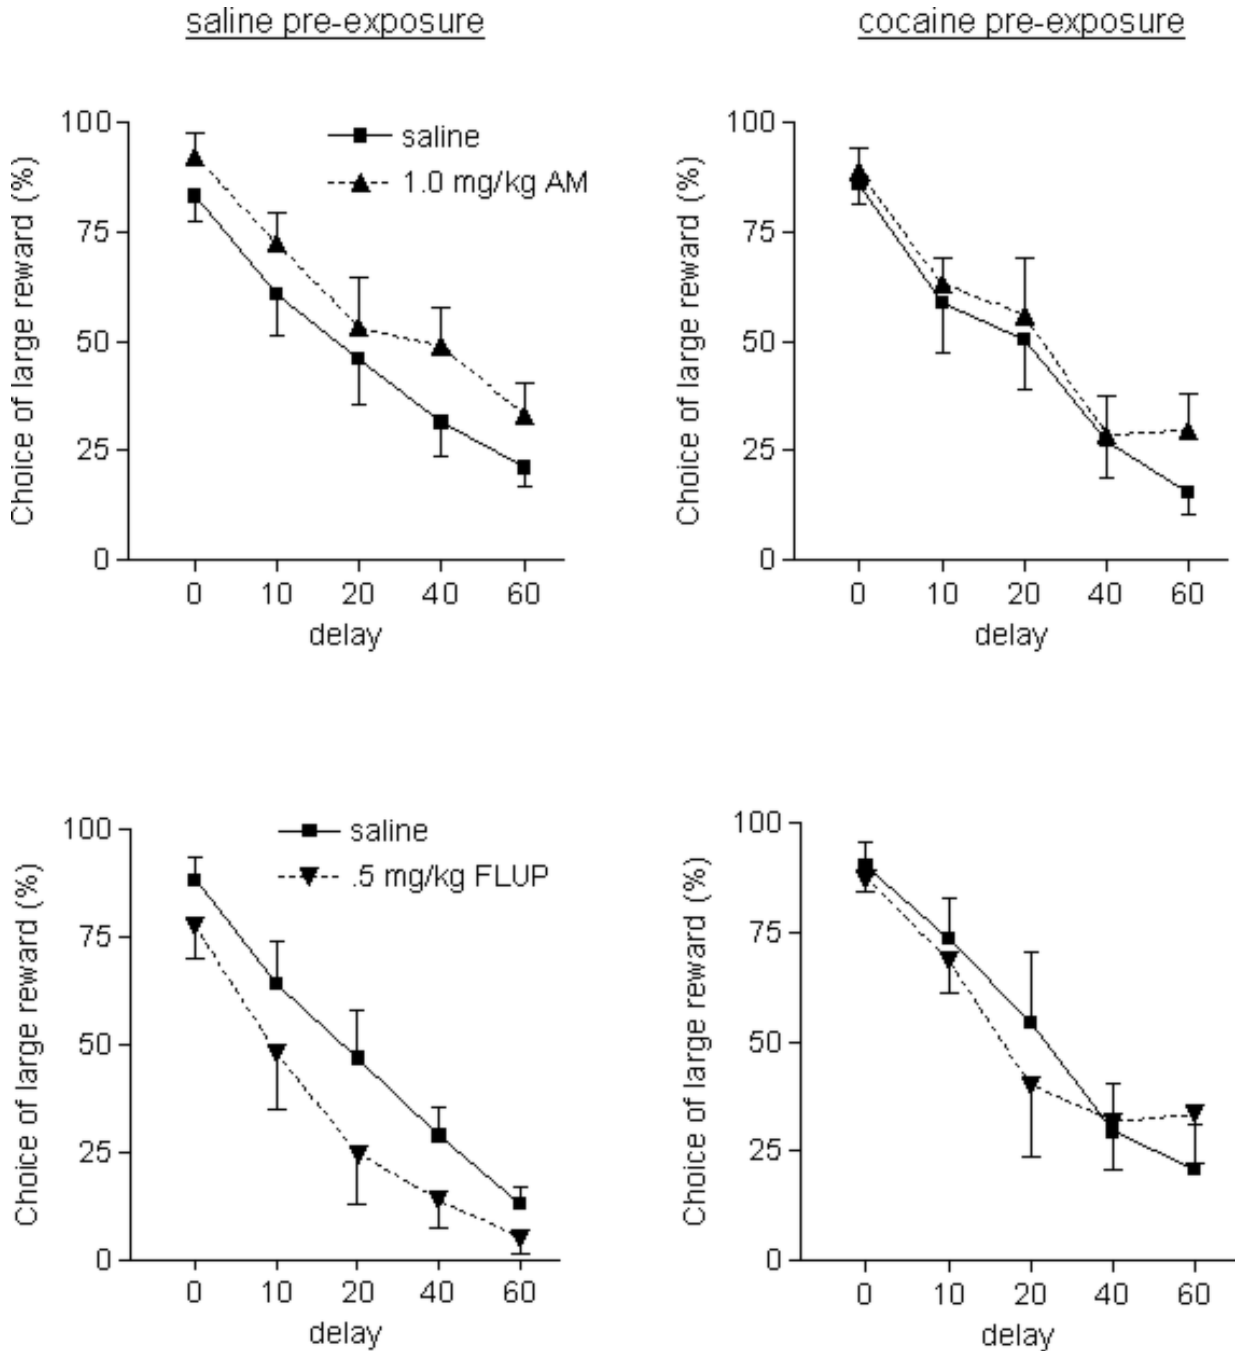 saline pre-exposure
cocaine pre-exposure
Choice of large reward (%)
100
75
50
25
0
saline
1.0 mg/kg AM
0 10 20 40 60
delay
Choice of large reward (%)
100
75
50
25
0
0 10 20 40 60
delay
Choice of large reward (%)
100
75
50
25
0
saline
.5 mg/kg FLUP
0 10 20 40 60
delay
Choice of large reward (%)
100
75
50
25
0
0 10 20 40 60
delay